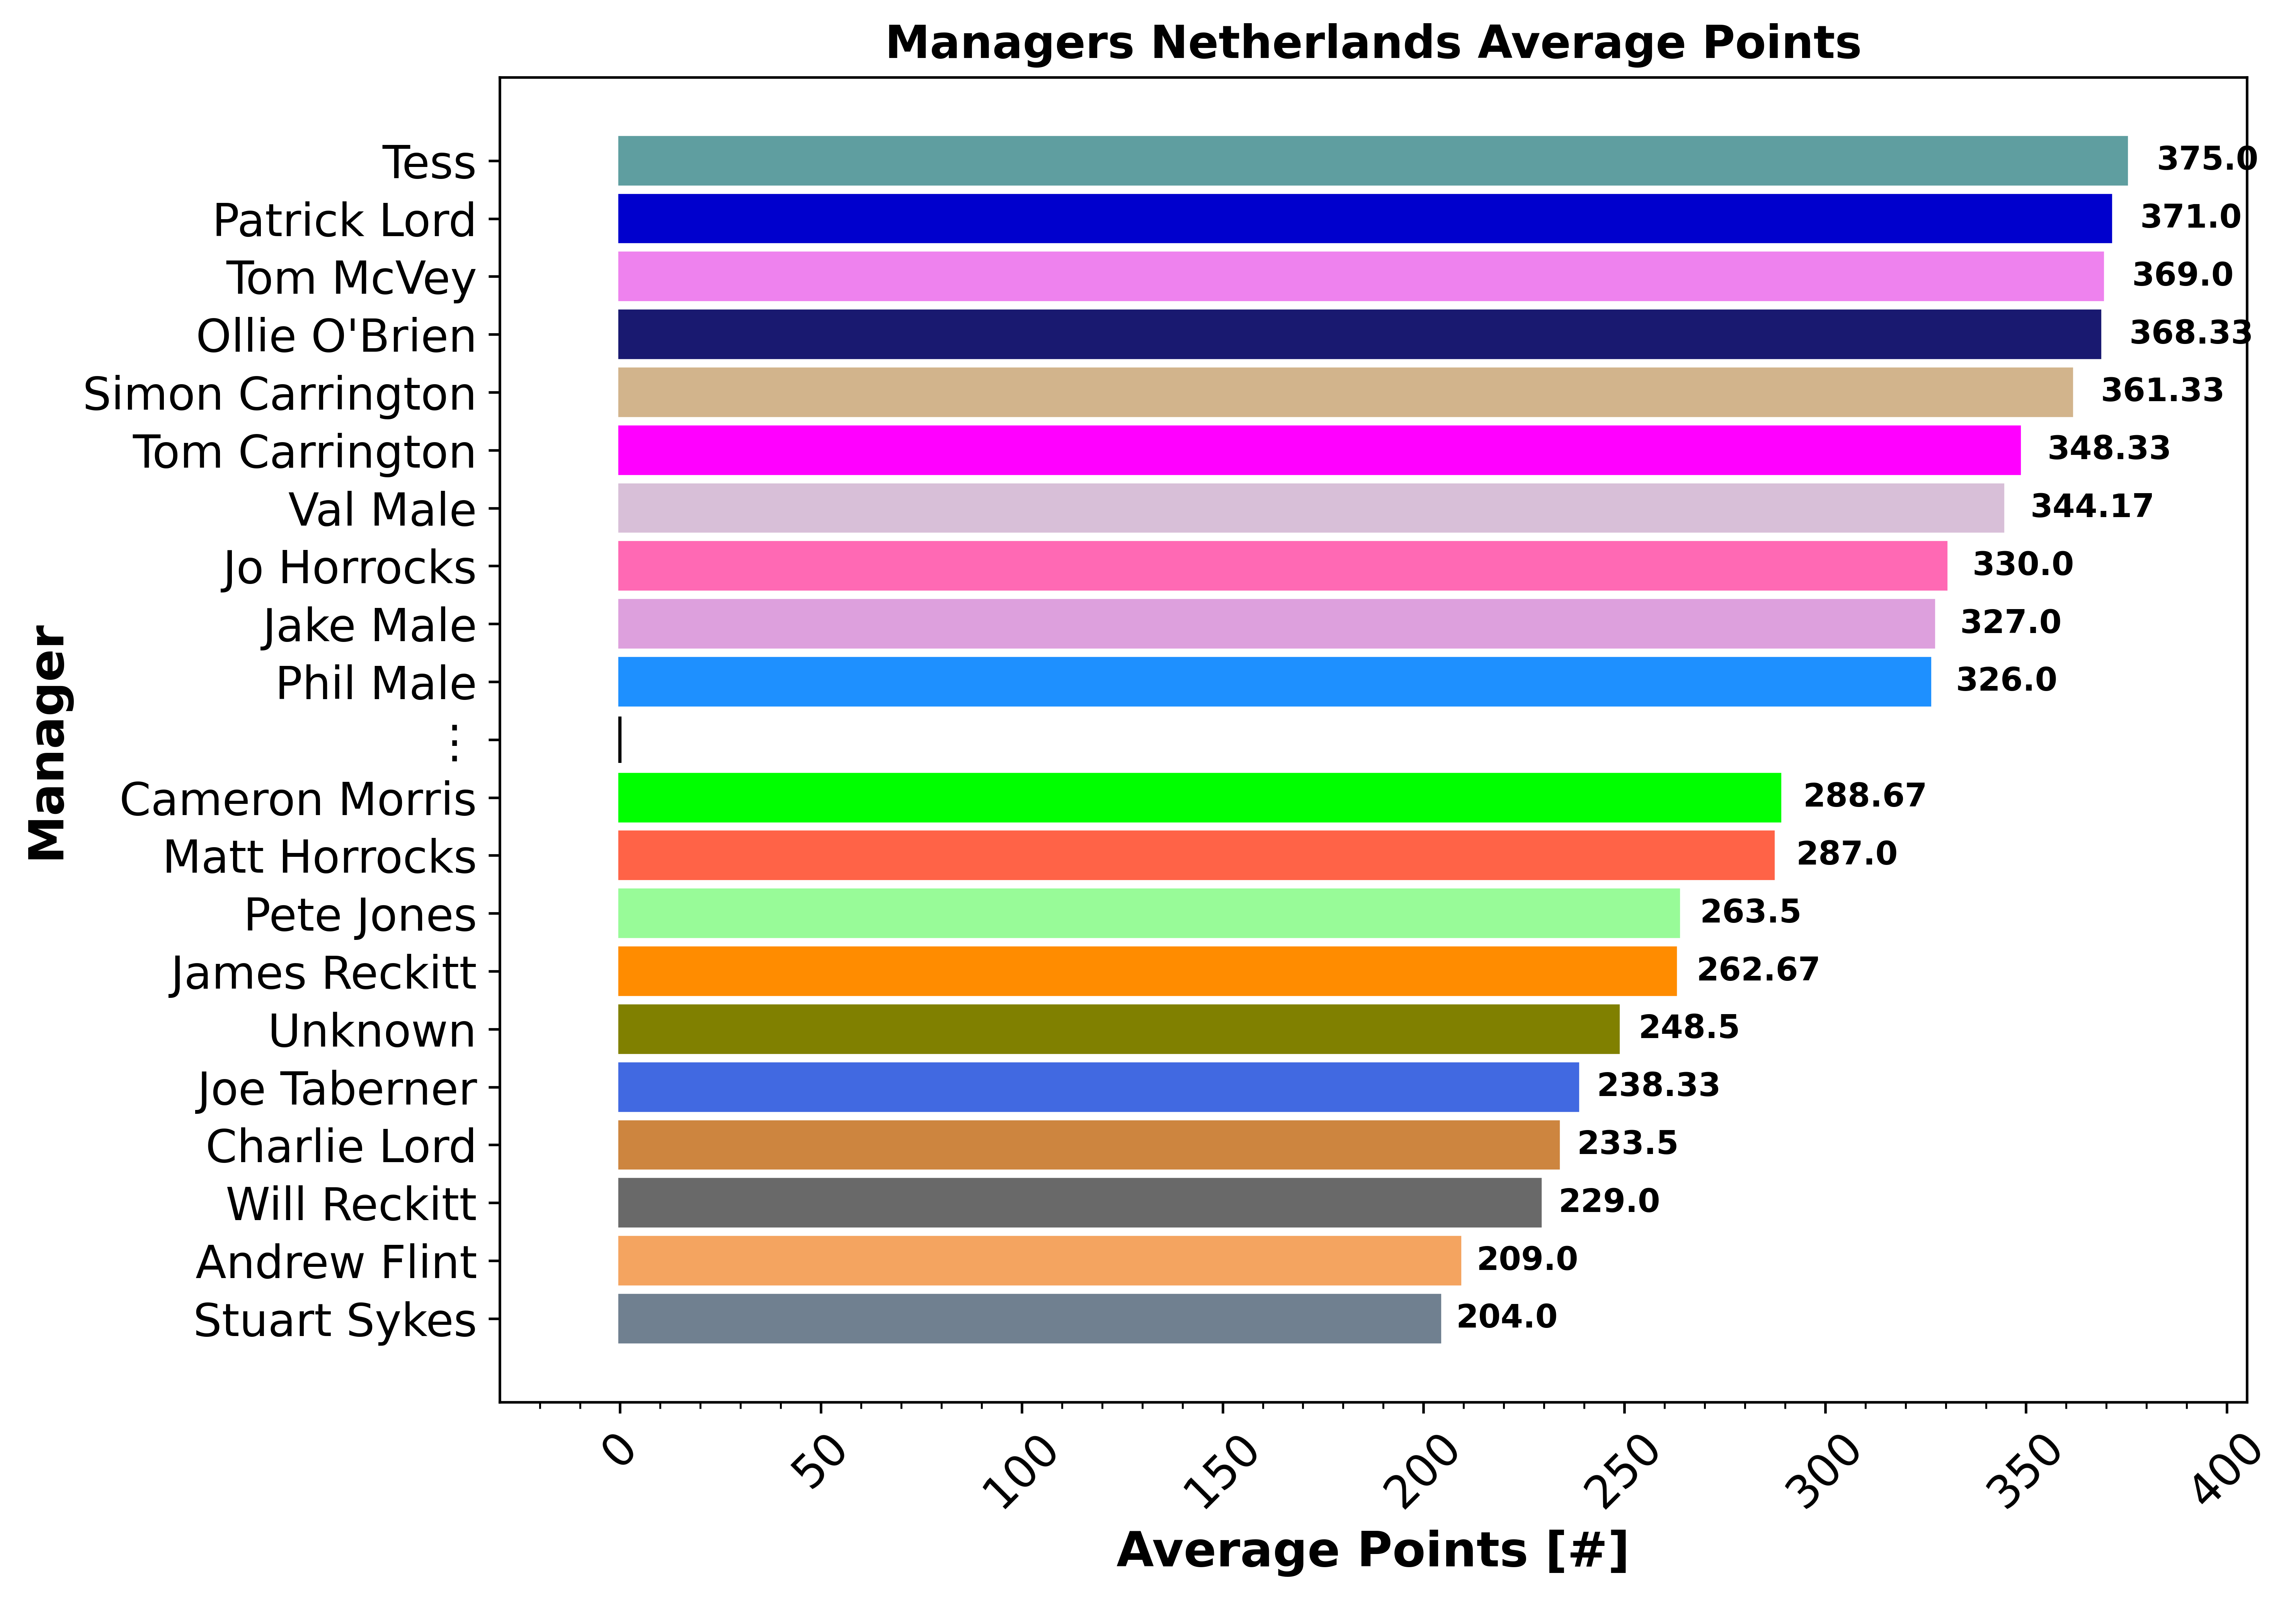 Managers Netherlands Average Points
Tess 375.0
Patrick Lord 371.0
Tom McVey 369.0
Ollie O'Brien 368.33
Simon Carrington 361.33
Tom Carrington 348.33
Val Male 344.17
Jo Horrocks 330.0
Jake Male 327.0
Phil Male 326.0
⋮
Cameron Morris 288.67
Matt Horrocks 287.0
Pete Jones 263.5
James Reckitt 262.67
Unknown 248.5
Joe Taberner 238.33
Charlie Lord 233.5
Will Reckitt 229.0
Andrew Flint 209.0
Stuart Sykes 204.0
Manager
0 50 100 150 200 250 300 350 400
Average Points [#]